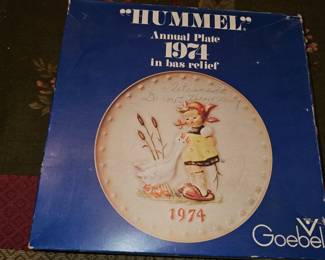 "HUMMEL"®
Annual Plate
1974
in bas relief
1974
Goebel